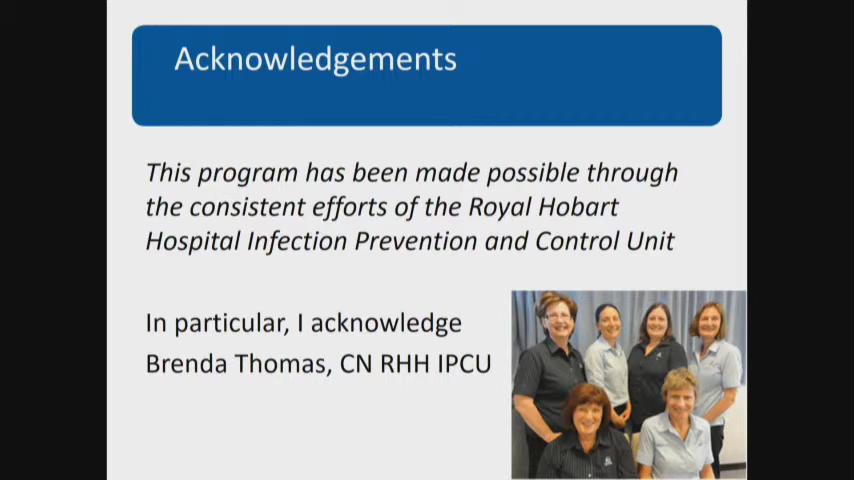 Acknowledgements
This program has been made possible through
the consistent efforts of the Royal Hobart
Hospital Infection Prevention and Control Unit
In particular, I acknowledge
Brenda Thomas, CN RHH IPCU